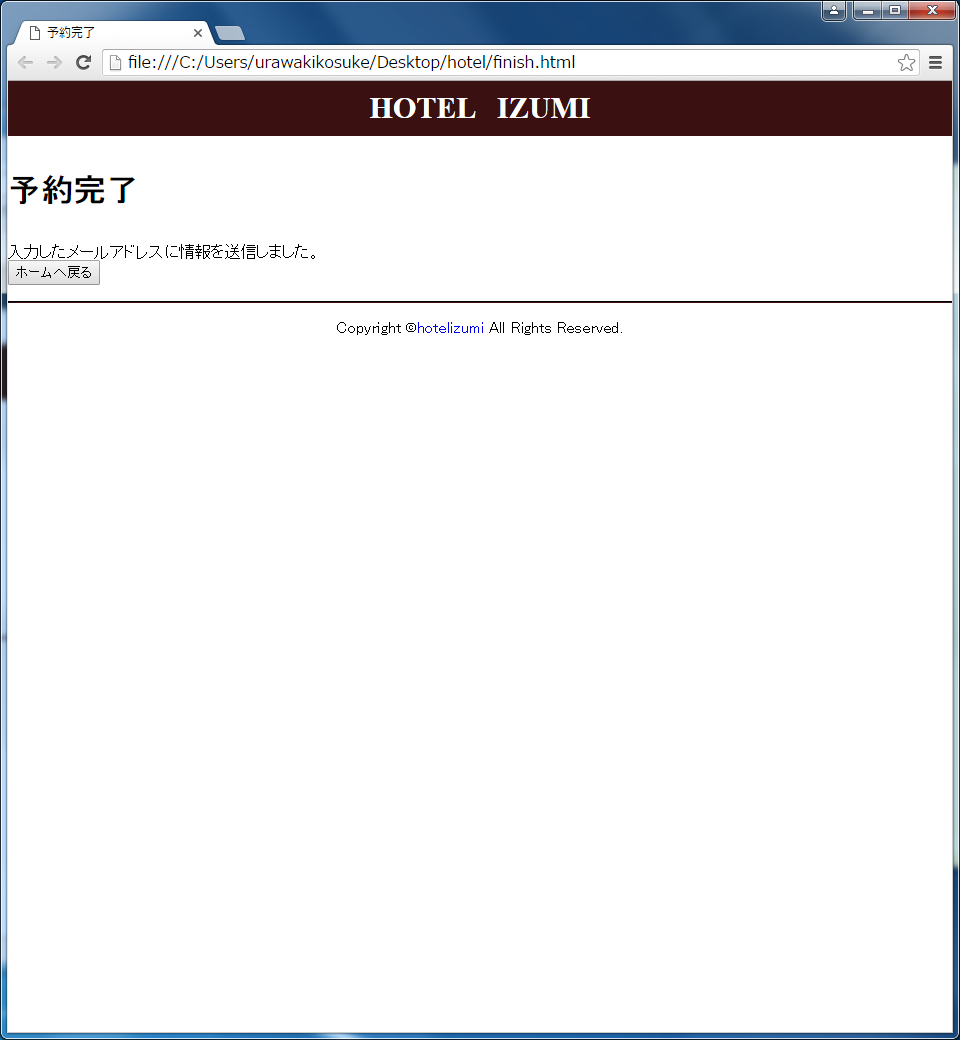 予約完了
file:///C:/Users/urawakikosuke/Desktop/hotel/finish.html
HOTEL IZUMI
予約完了
入力したメールアドレスに情報を送信しました。
ホームへ戻る
Copyright ©hotelizumi All Rights Reserved.